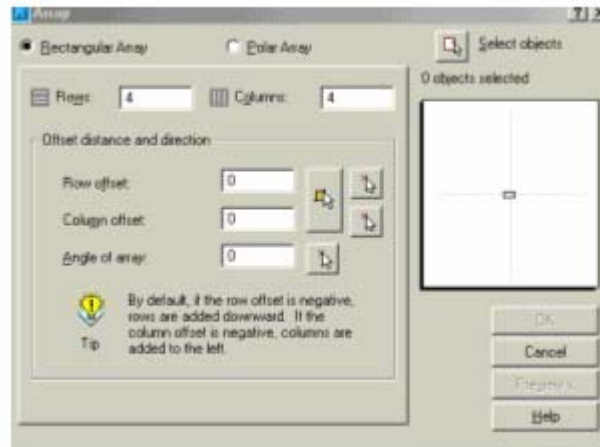 Array
Rectangular Array
Polar Array
Select objects
0 objects selected
Rows: 4
Columns: 4
Offset distance and direction
Row offset: 0
Column offset: 0
Angle of array: 0
By default, if the row offset is negative,
rows are added downward. If the
column offset is negative, columns are
added to the left.
Tip
OK
Cancel
Preview <
Help